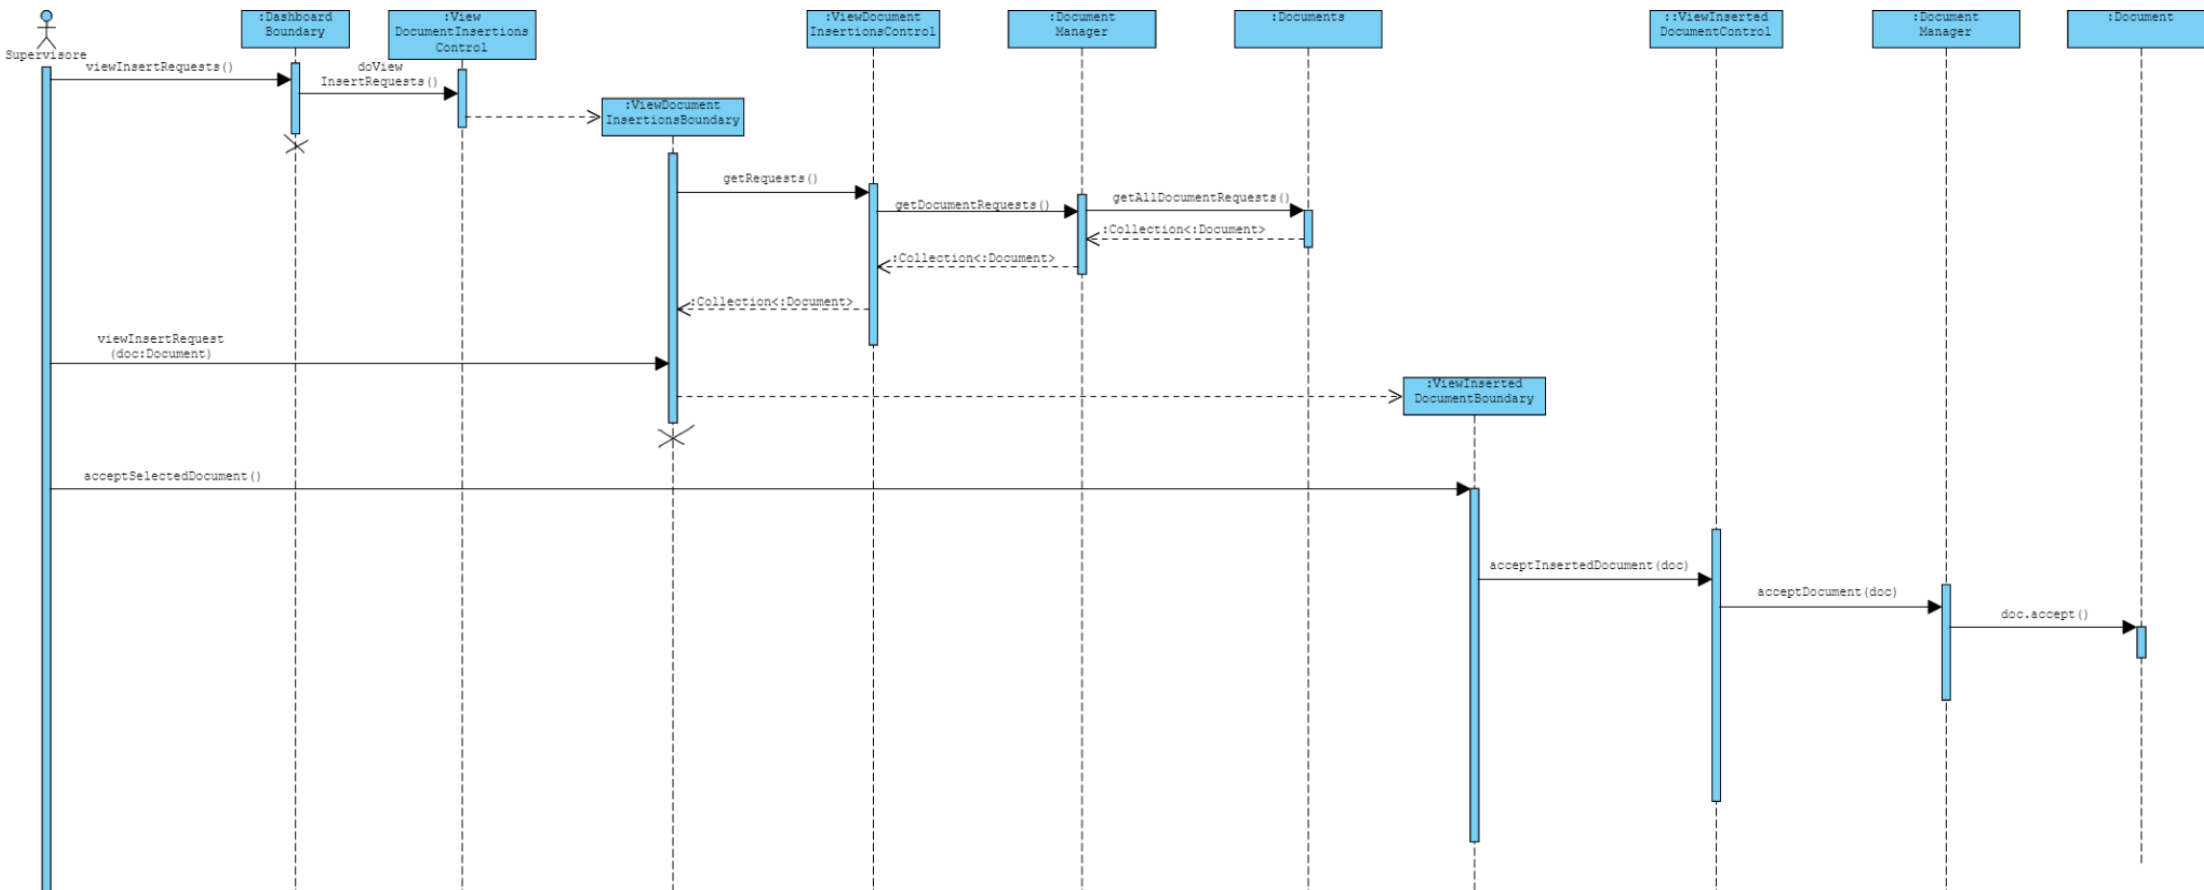 :Dashboard
Boundary
:View
DocumentInsertions
Control
:ViewDocument
InsertionsControl
:Document
Manager
:Documents
::ViewInserted
DocumentControl
:Document
Manager
:Document
Supervisore
viewInsertRequests()
doView
InsertRequests()
:ViewDocument
InsertionsBoundary
getRequests()
getDocumentRequests()
getAllDocumentRequests()
:Collection<:Document>
:Collection<:Document>
:Collection<:Document>
viewInsertRequest
(doc:Document)
:ViewInserted
DocumentBoundary
acceptSelectedDocument()
acceptInsertedDocument(doc)
acceptDocument(doc)
doc.accept()